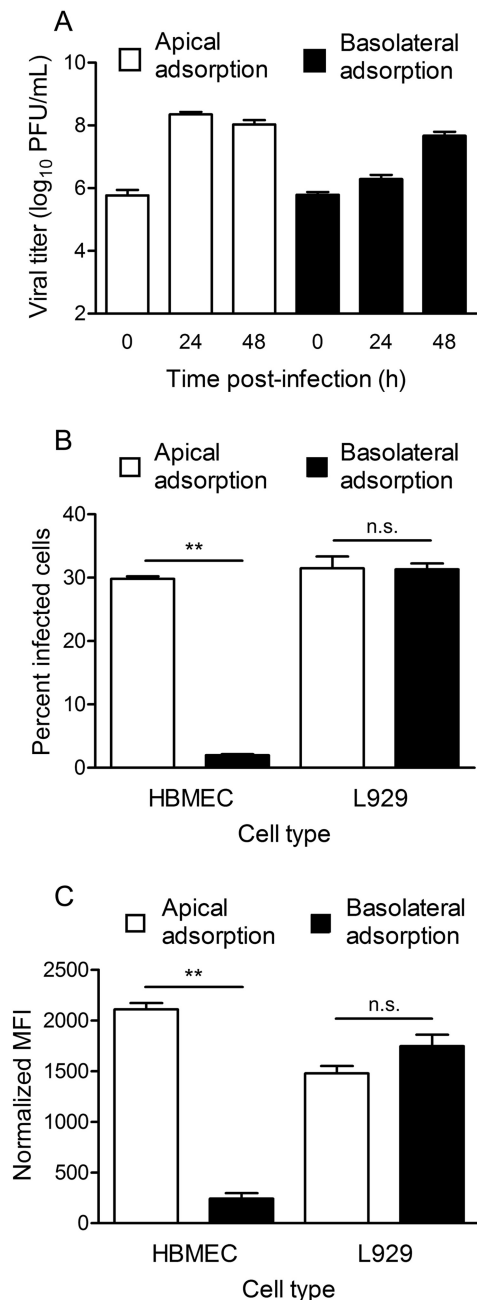 A
Apical adsorption
Basolateral adsorption
Viral titer (log10 PFU/mL)
10
8
6
4
2
0 24 48 0 24 48
Time post-infection (h)
B
Apical adsorption
Basolateral adsorption
Percent infected cells
40
30
20
10
0
**
n.s.
HBMEC L929
Cell type
C
Apical adsorption
Basolateral adsorption
Normalized MFI
2500
2000
1500
1000
500
0
**
n.s.
HBMEC L929
Cell type